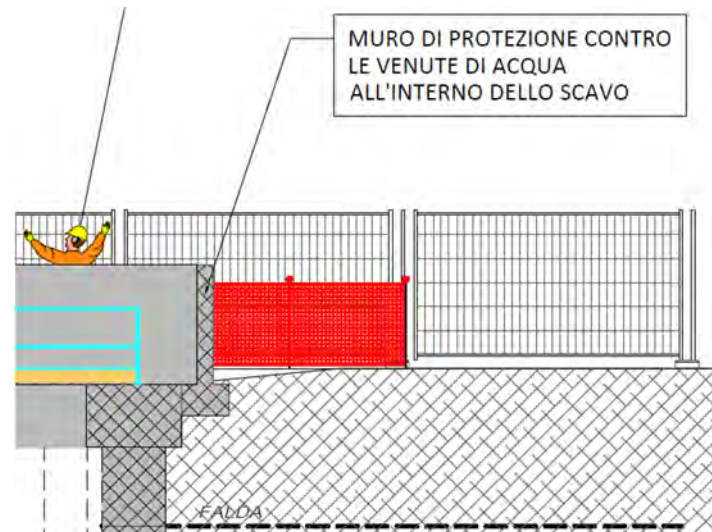 MURO DI PROTEZIONE CONTRO
LE VENUTE DI ACQUA
ALL'INTERNO DELLO SCAVO
FALDA